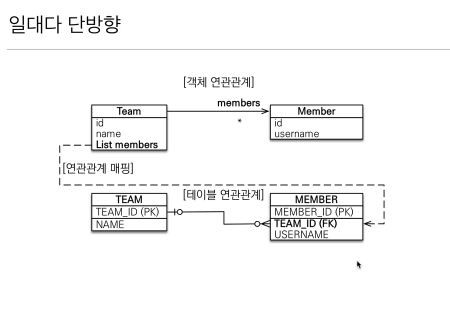 일대다 단방향
[객체 연관관계]
Team
id
name
List members
members
*
Member
id
username
[연관관계 매핑]
[테이블 연관관계]
TEAM
TEAM_ID (PK)
NAME
MEMBER
MEMBER_ID (PK)
TEAM_ID (FK)
USERNAME